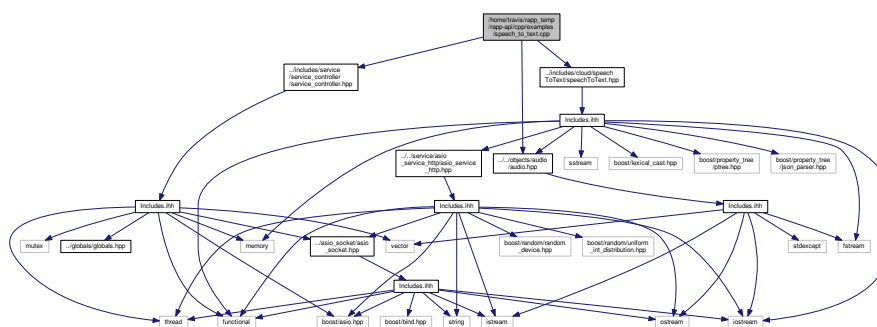 /home/travis/rapp_temp
/rapp-api/cpp/examples
/speech_to_text.cpp
../includes/service
/service_controller
/service_controller.hpp
../includes/cloud/speech
ToText/speechToText.hpp
Includes.ihh
../../service/asio
_service_http/asio_service
_http.hpp
../../objects/audio
/audio.hpp
sstream
boost/lexical_cast.hpp
boost/property_tree
/ptree.hpp
boost/property_tree
/json_parser.hpp
Includes.ihh
Includes.ihh
Includes.ihh
mutex
../globals/globals.hpp
memory
../asio_socket/asio
_socket.hpp
vector
boost/random/random
_device.hpp
boost/random/uniform
_int_distribution.hpp
stdexcept
fstream
Includes.ihh
thread
functional
boost/asio.hpp
boost/bind.hpp
string
istream
ostream
iostream